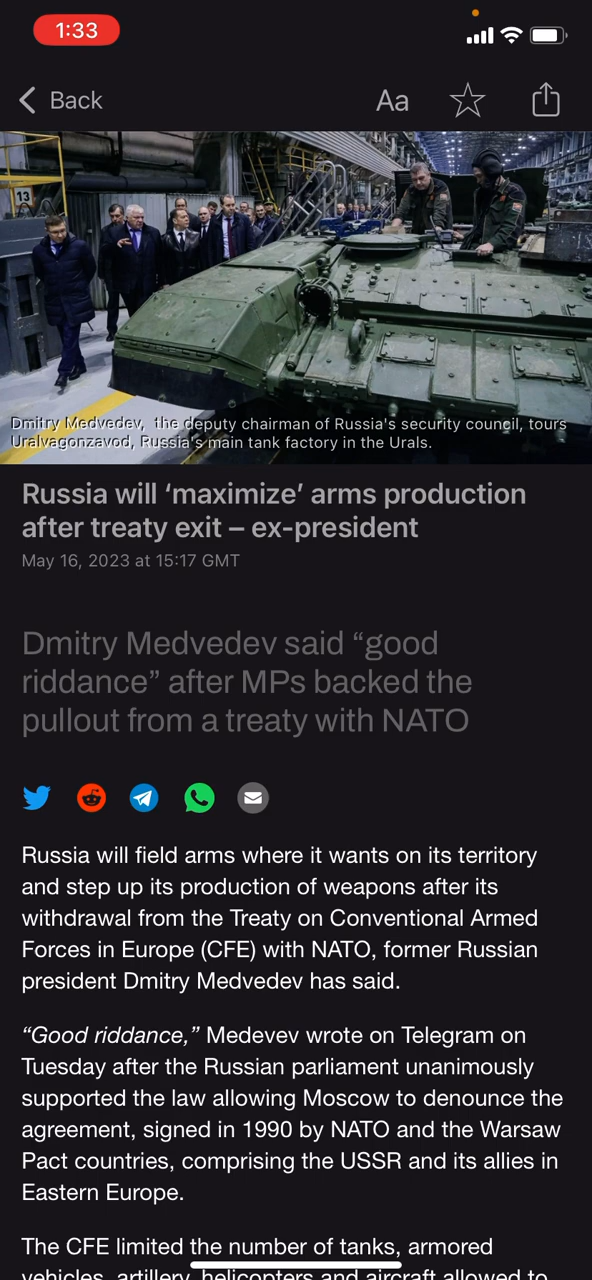 1:33
Back
Aa
13
Dmitry Medvedev, the deputy chairman of Russia's security council, tours
Uralvagonzavod, Russia's main tank factory in the Urals.
Russia will ‘maximize’ arms production
after treaty exit – ex-president
May 16, 2023 at 15:17 GMT
Dmitry Medvedev said “good
riddance” after MPs backed the
pullout from a treaty with NATO
Russia will field arms where it wants on its territory
and step up its production of weapons after its
withdrawal from the Treaty on Conventional Armed
Forces in Europe (CFE) with NATO, former Russian
president Dmitry Medvedev has said.
“Good riddance,” Medevev wrote on Telegram on
Tuesday after the Russian parliament unanimously
supported the law allowing Moscow to denounce the
agreement, signed in 1990 by NATO and the Warsaw
Pact countries, comprising the USSR and its allies in
Eastern Europe.
The CFE limited the number of tanks, armored
vehicles, artillery, helicopters and aircraft allowed to